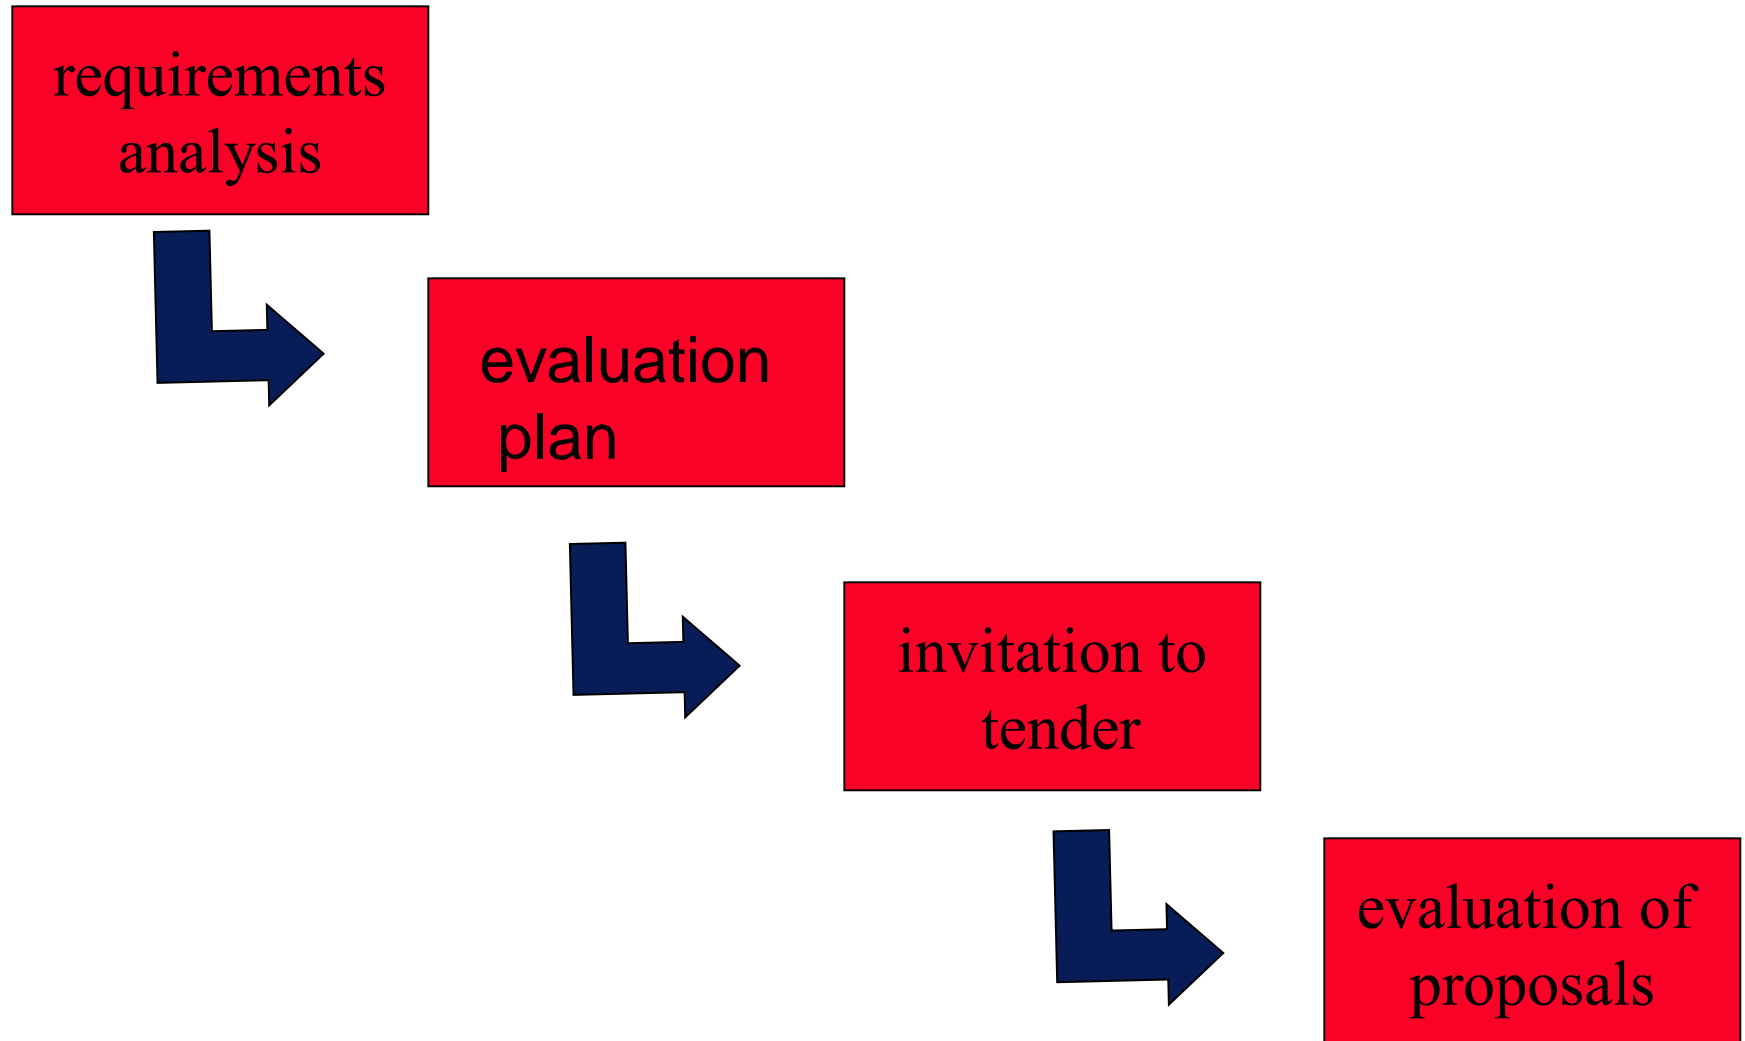 requirements
analysis
evaluation
plan
invitation to
tender
evaluation of
proposals